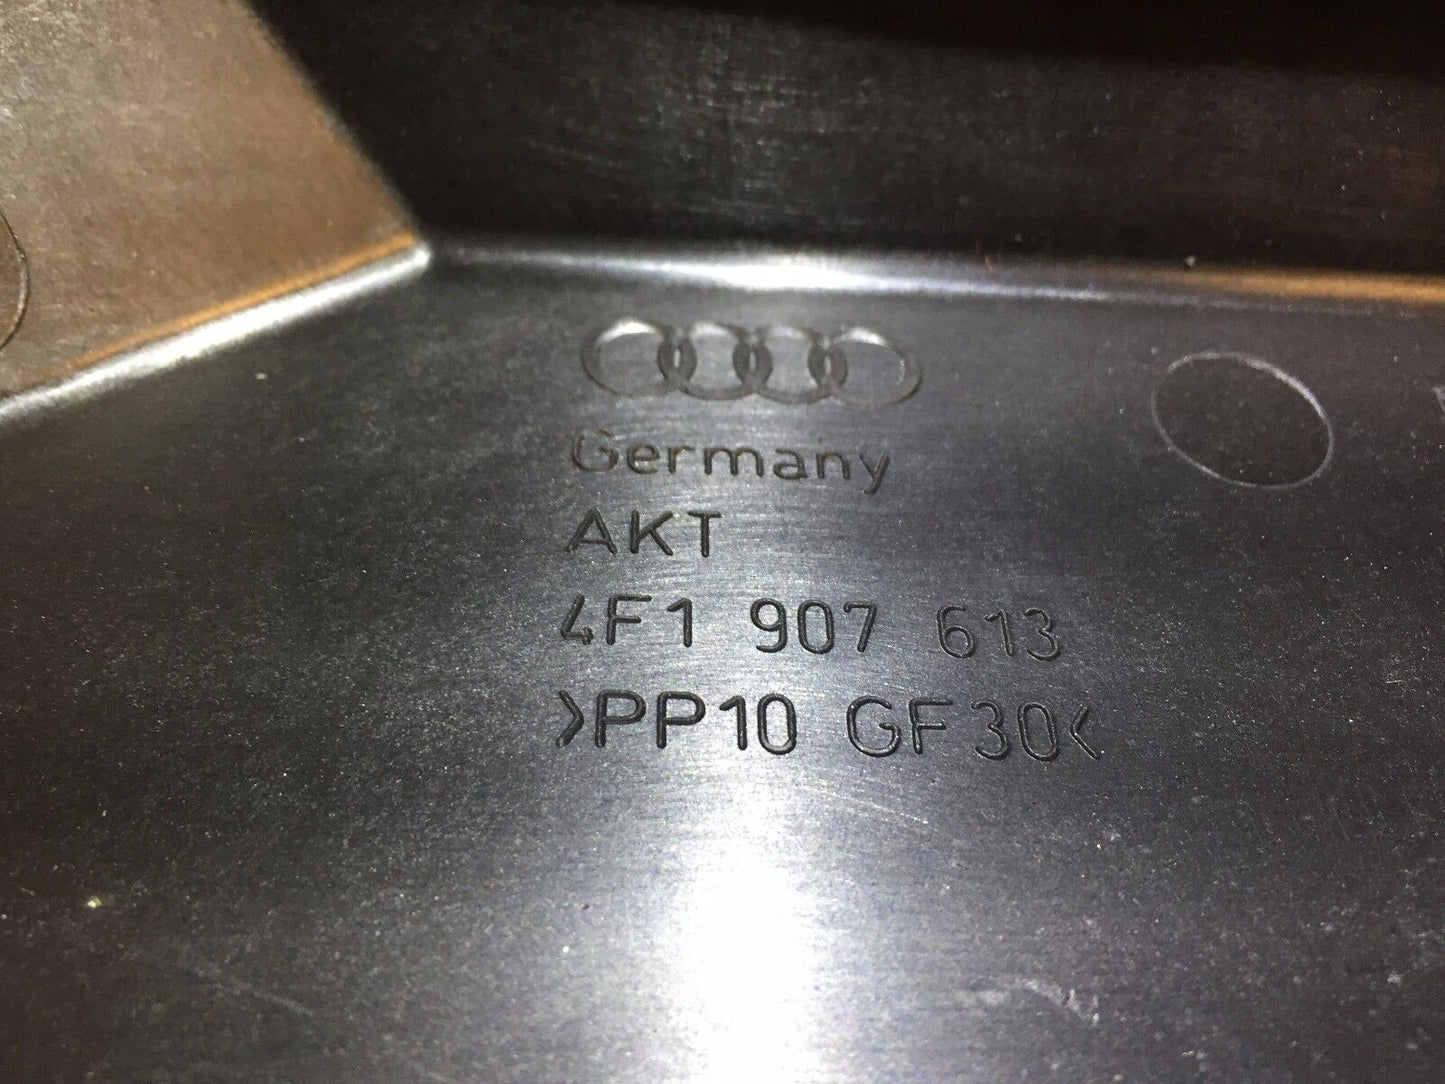 Germany
AKT
4F1 907 613
>PP10 GF30<